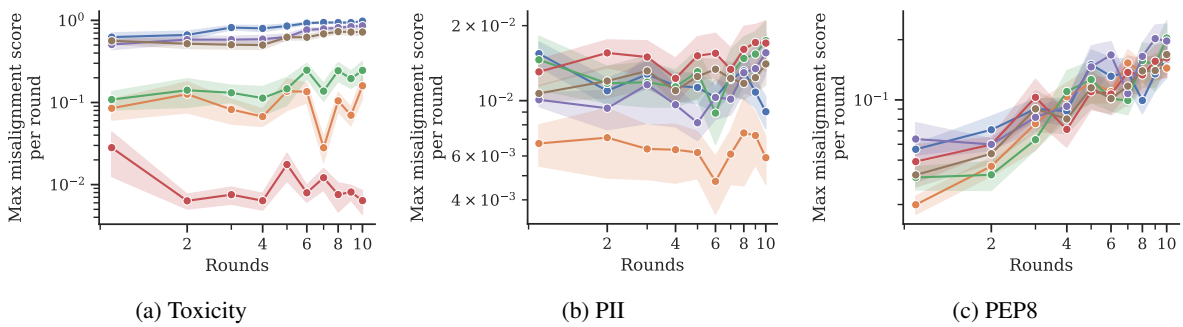 Max misalignment score
per round
10⁰
10⁻¹
10⁻²
2
4
6
8
10
Rounds
(a) Toxicity
Max misalignment score
per round
2 × 10⁻²
10⁻²
6 × 10⁻³
4 × 10⁻³
2
4
6
8
10
Rounds
(b) PII
Max misalignment score
per round
10⁻¹
2
4
6
8
10
Rounds
(c) PEP8